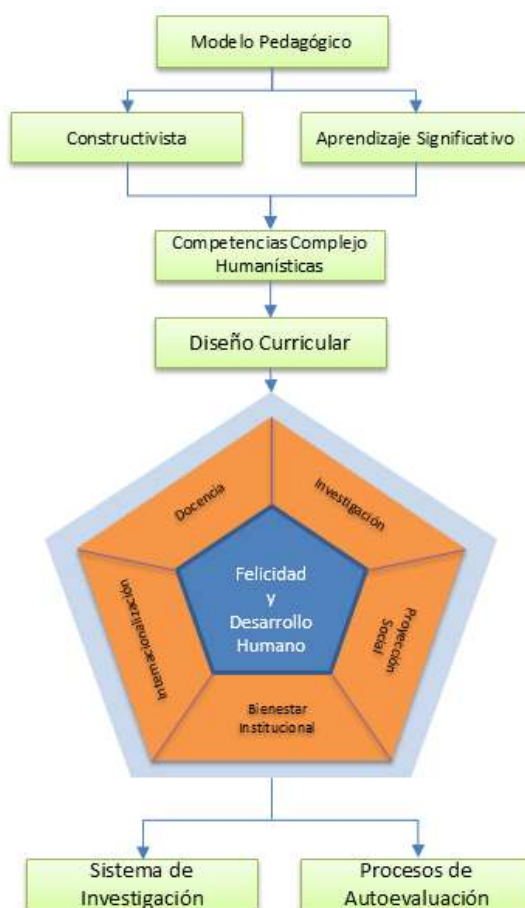 Modelo Pedagógico
Constructivista
Aprendizaje Significativo
Competencias Complejo
Humanísticas
Diseño Curricular
Docencia
Investigación
Internacionalización
Felicidad
y
Desarrollo
Humano
Proyección
Social
Bienestar
Institucional
Sistema de
Investigación
Procesos de
Autoevaluación